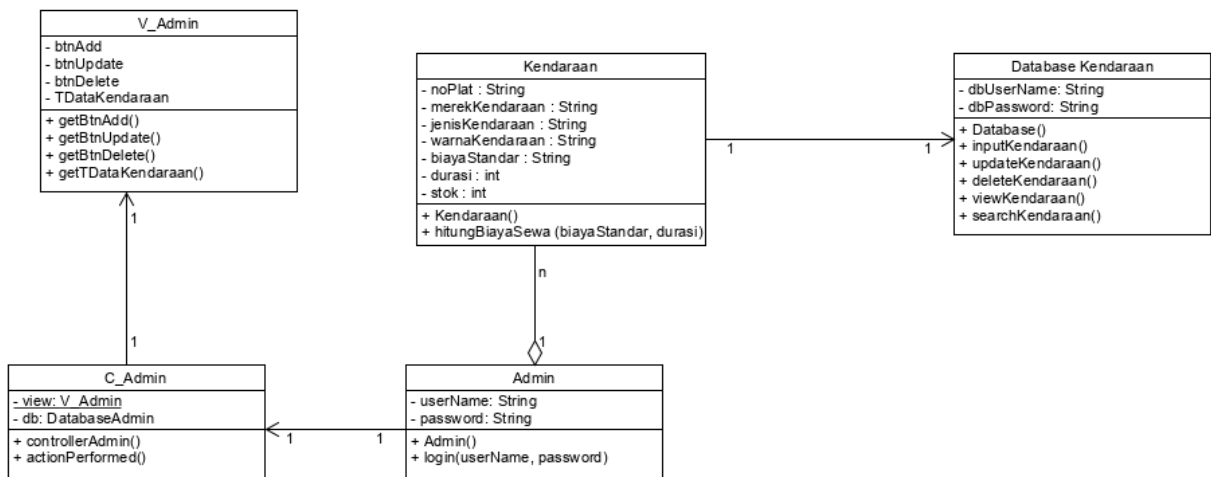 V_Admin
- btnAdd
- btnUpdate
- btnDelete
- TDataKendaraan
+ getBtnAdd()
+ getBtnUpdate()
+ getBtnDelete()
+ getTDataKendaraan()
Kendaraan
- noPlat : String
- merekKendaraan : String
- jenisKendaraan : String
- warnaKendaraan : String
- biayaStandar : String
- durasi : int
- stok : int
+ Kendaraan()
+ hitungBiayaSewa (biayaStandar, durasi)
Database Kendaraan
- dbUserName: String
- dbPassword: String
+ Database()
+ inputKendaraan()
+ updateKendaraan()
+ deleteKendaraan()
+ viewKendaraan()
+ searchKendaraan()
1
1
1
1
n
1
C_Admin
- view: V_Admin
- db: DatabaseAdmin
+ controllerAdmin()
+ actionPerformed()
1
1
Admin
- userName: String
- password: String
+ Admin()
+ login(userName, password)